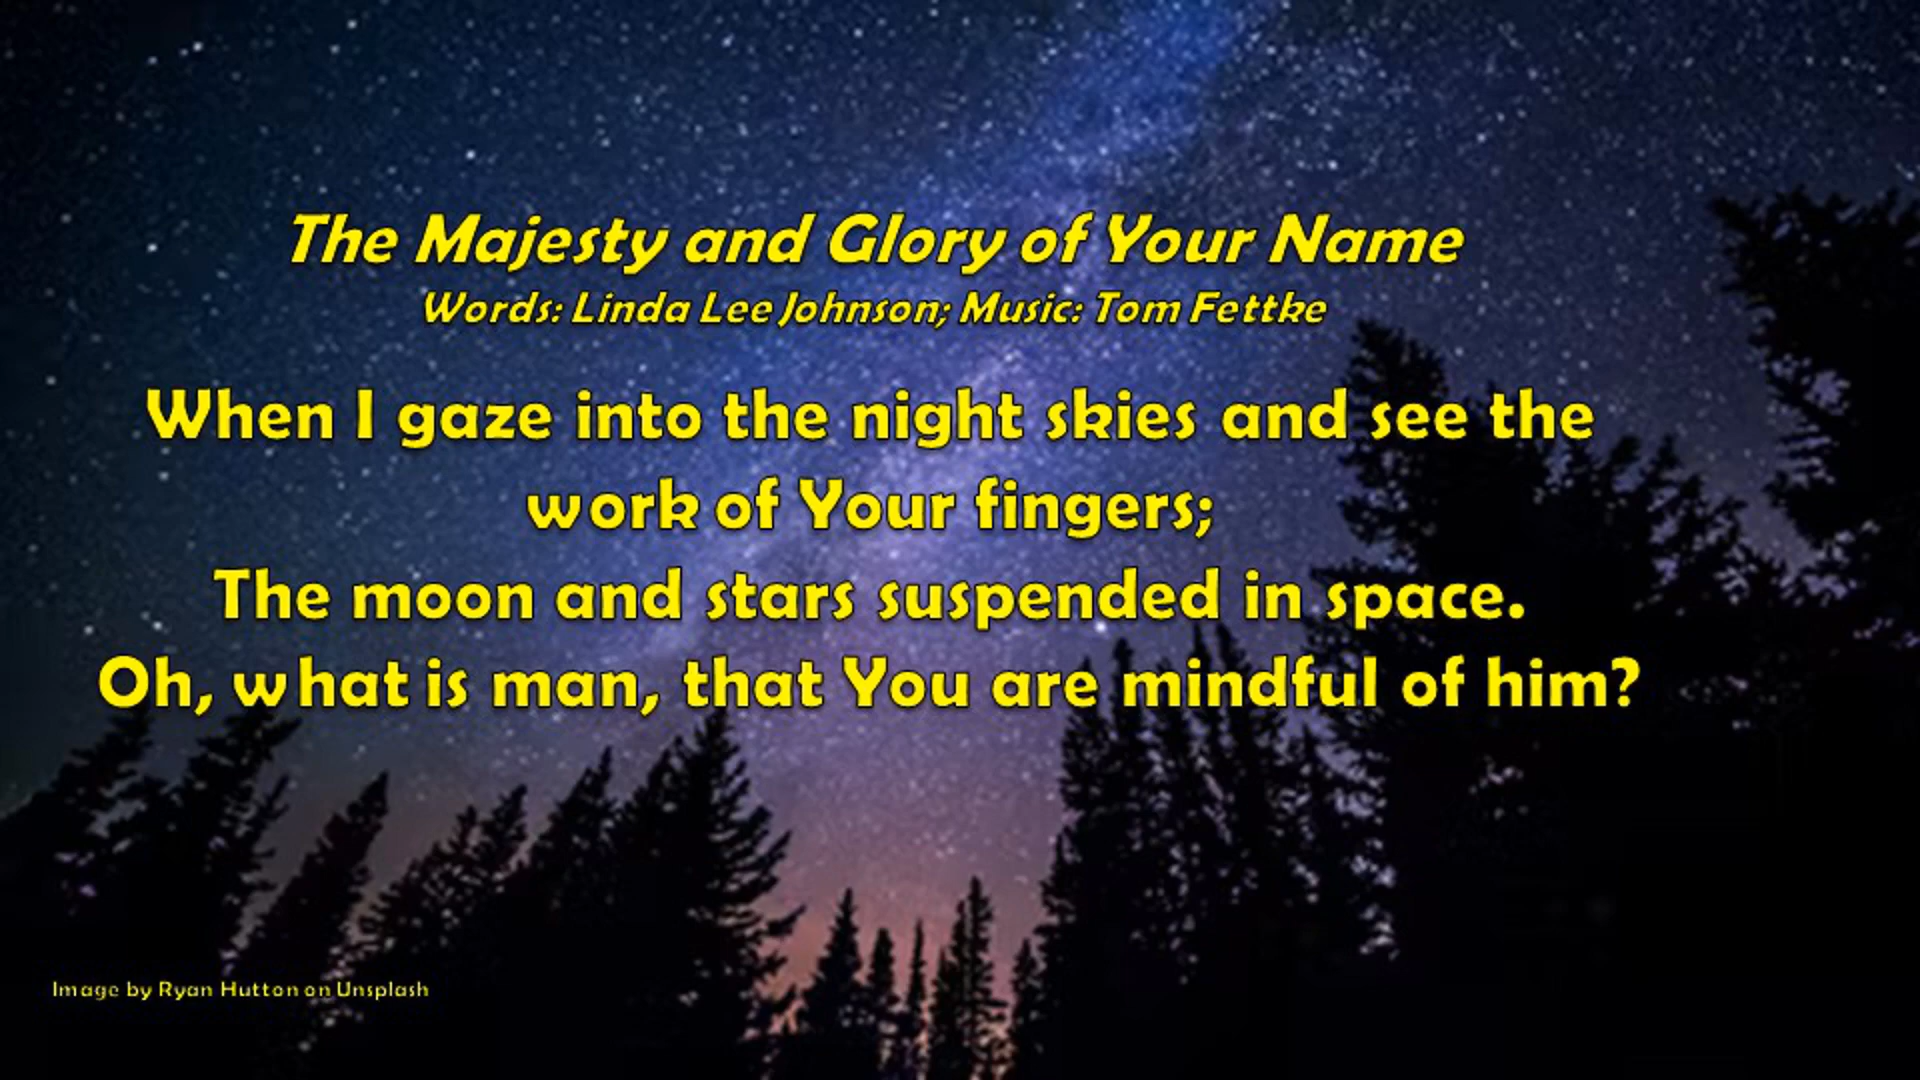 The Majesty and Glory of Your Name
Words: Linda Lee Johnson; Music: Tom Fettke
When I gaze into the night skies and see the
work of Your fingers;
The moon and stars suspended in space.
Oh, what is man, that You are mindful of him?
Image by Ryan Hutton on Unsplash